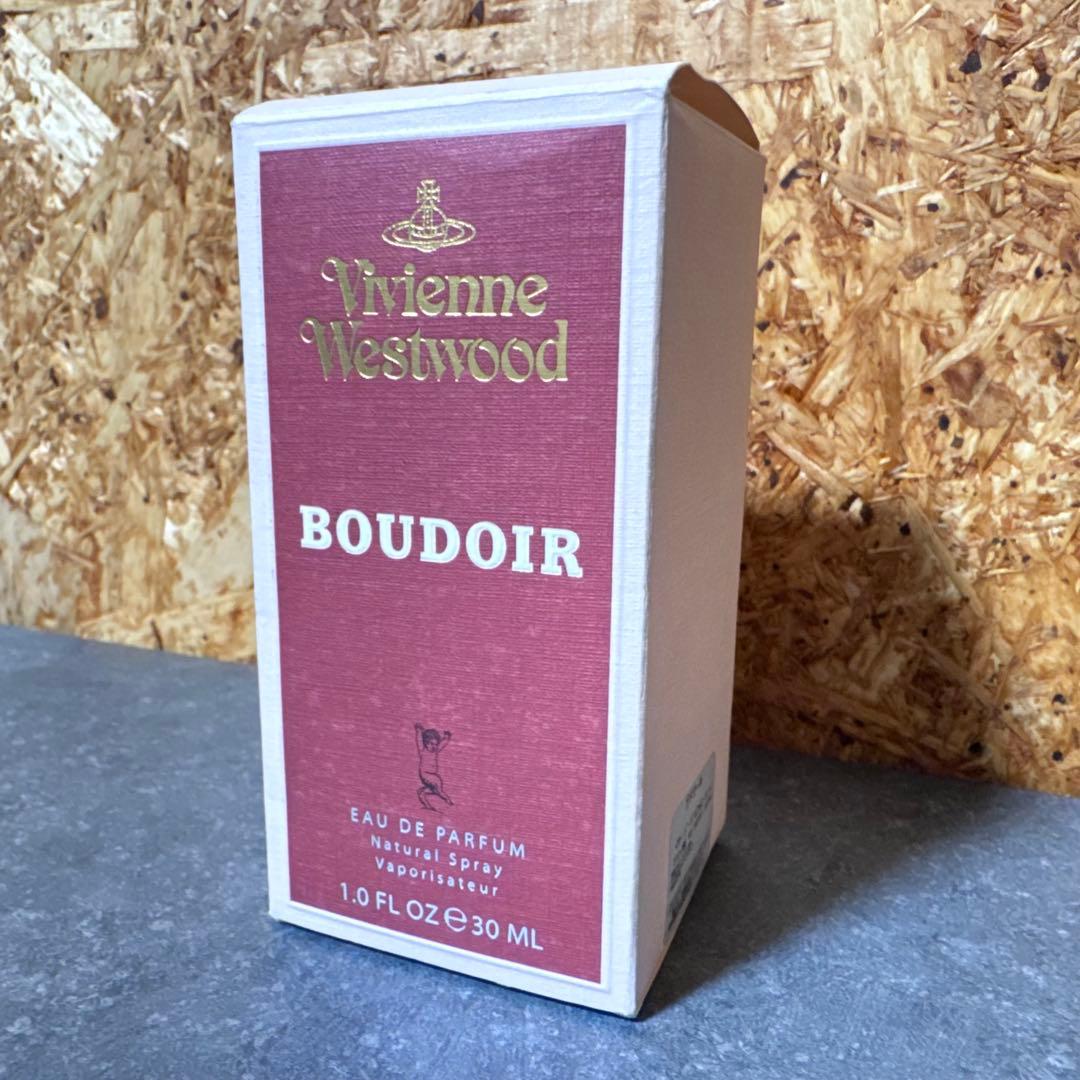 Vivienne
Westwood
BOUDOIR
EAU DE PARFUM
Natural Spray
Vaporisateur
1.0 FL OZ ℮ 30 ML